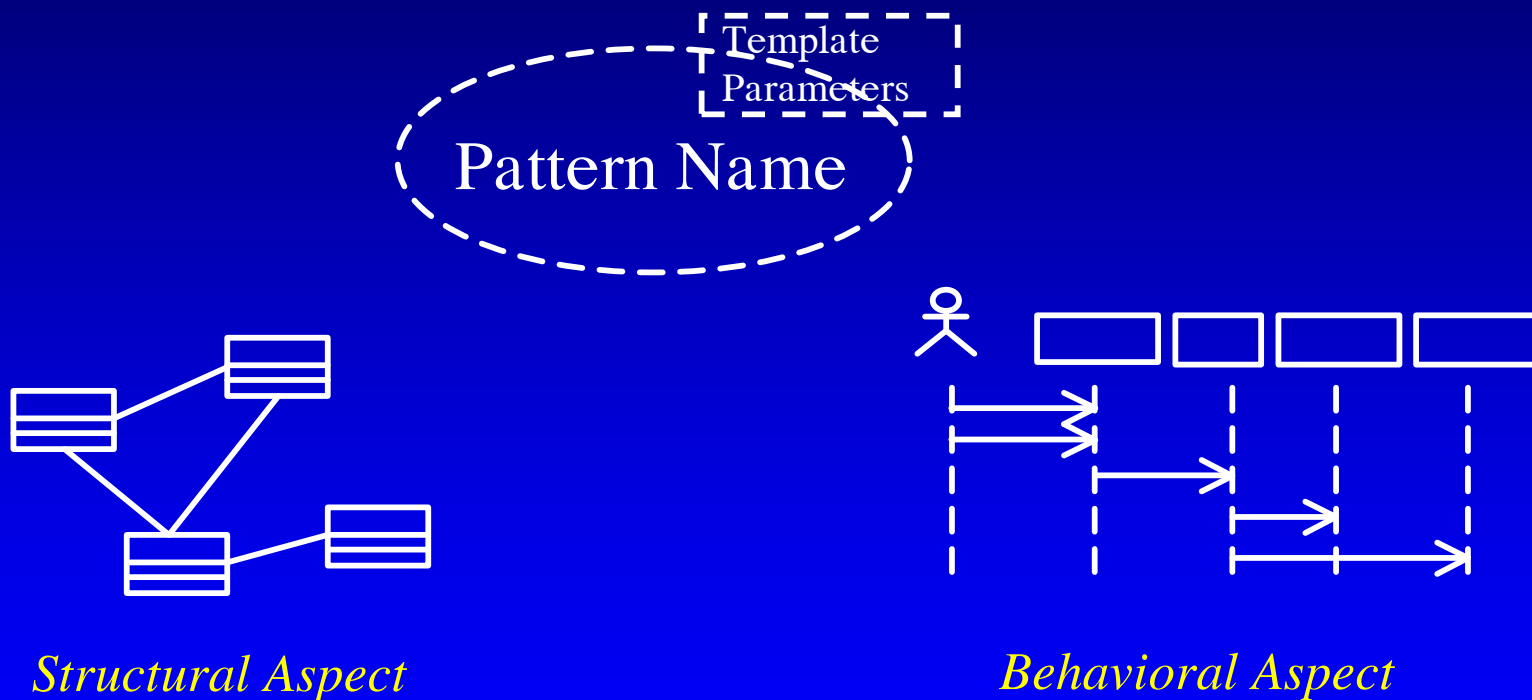 Template
Parameters
Pattern Name
Structural Aspect
Behavioral Aspect